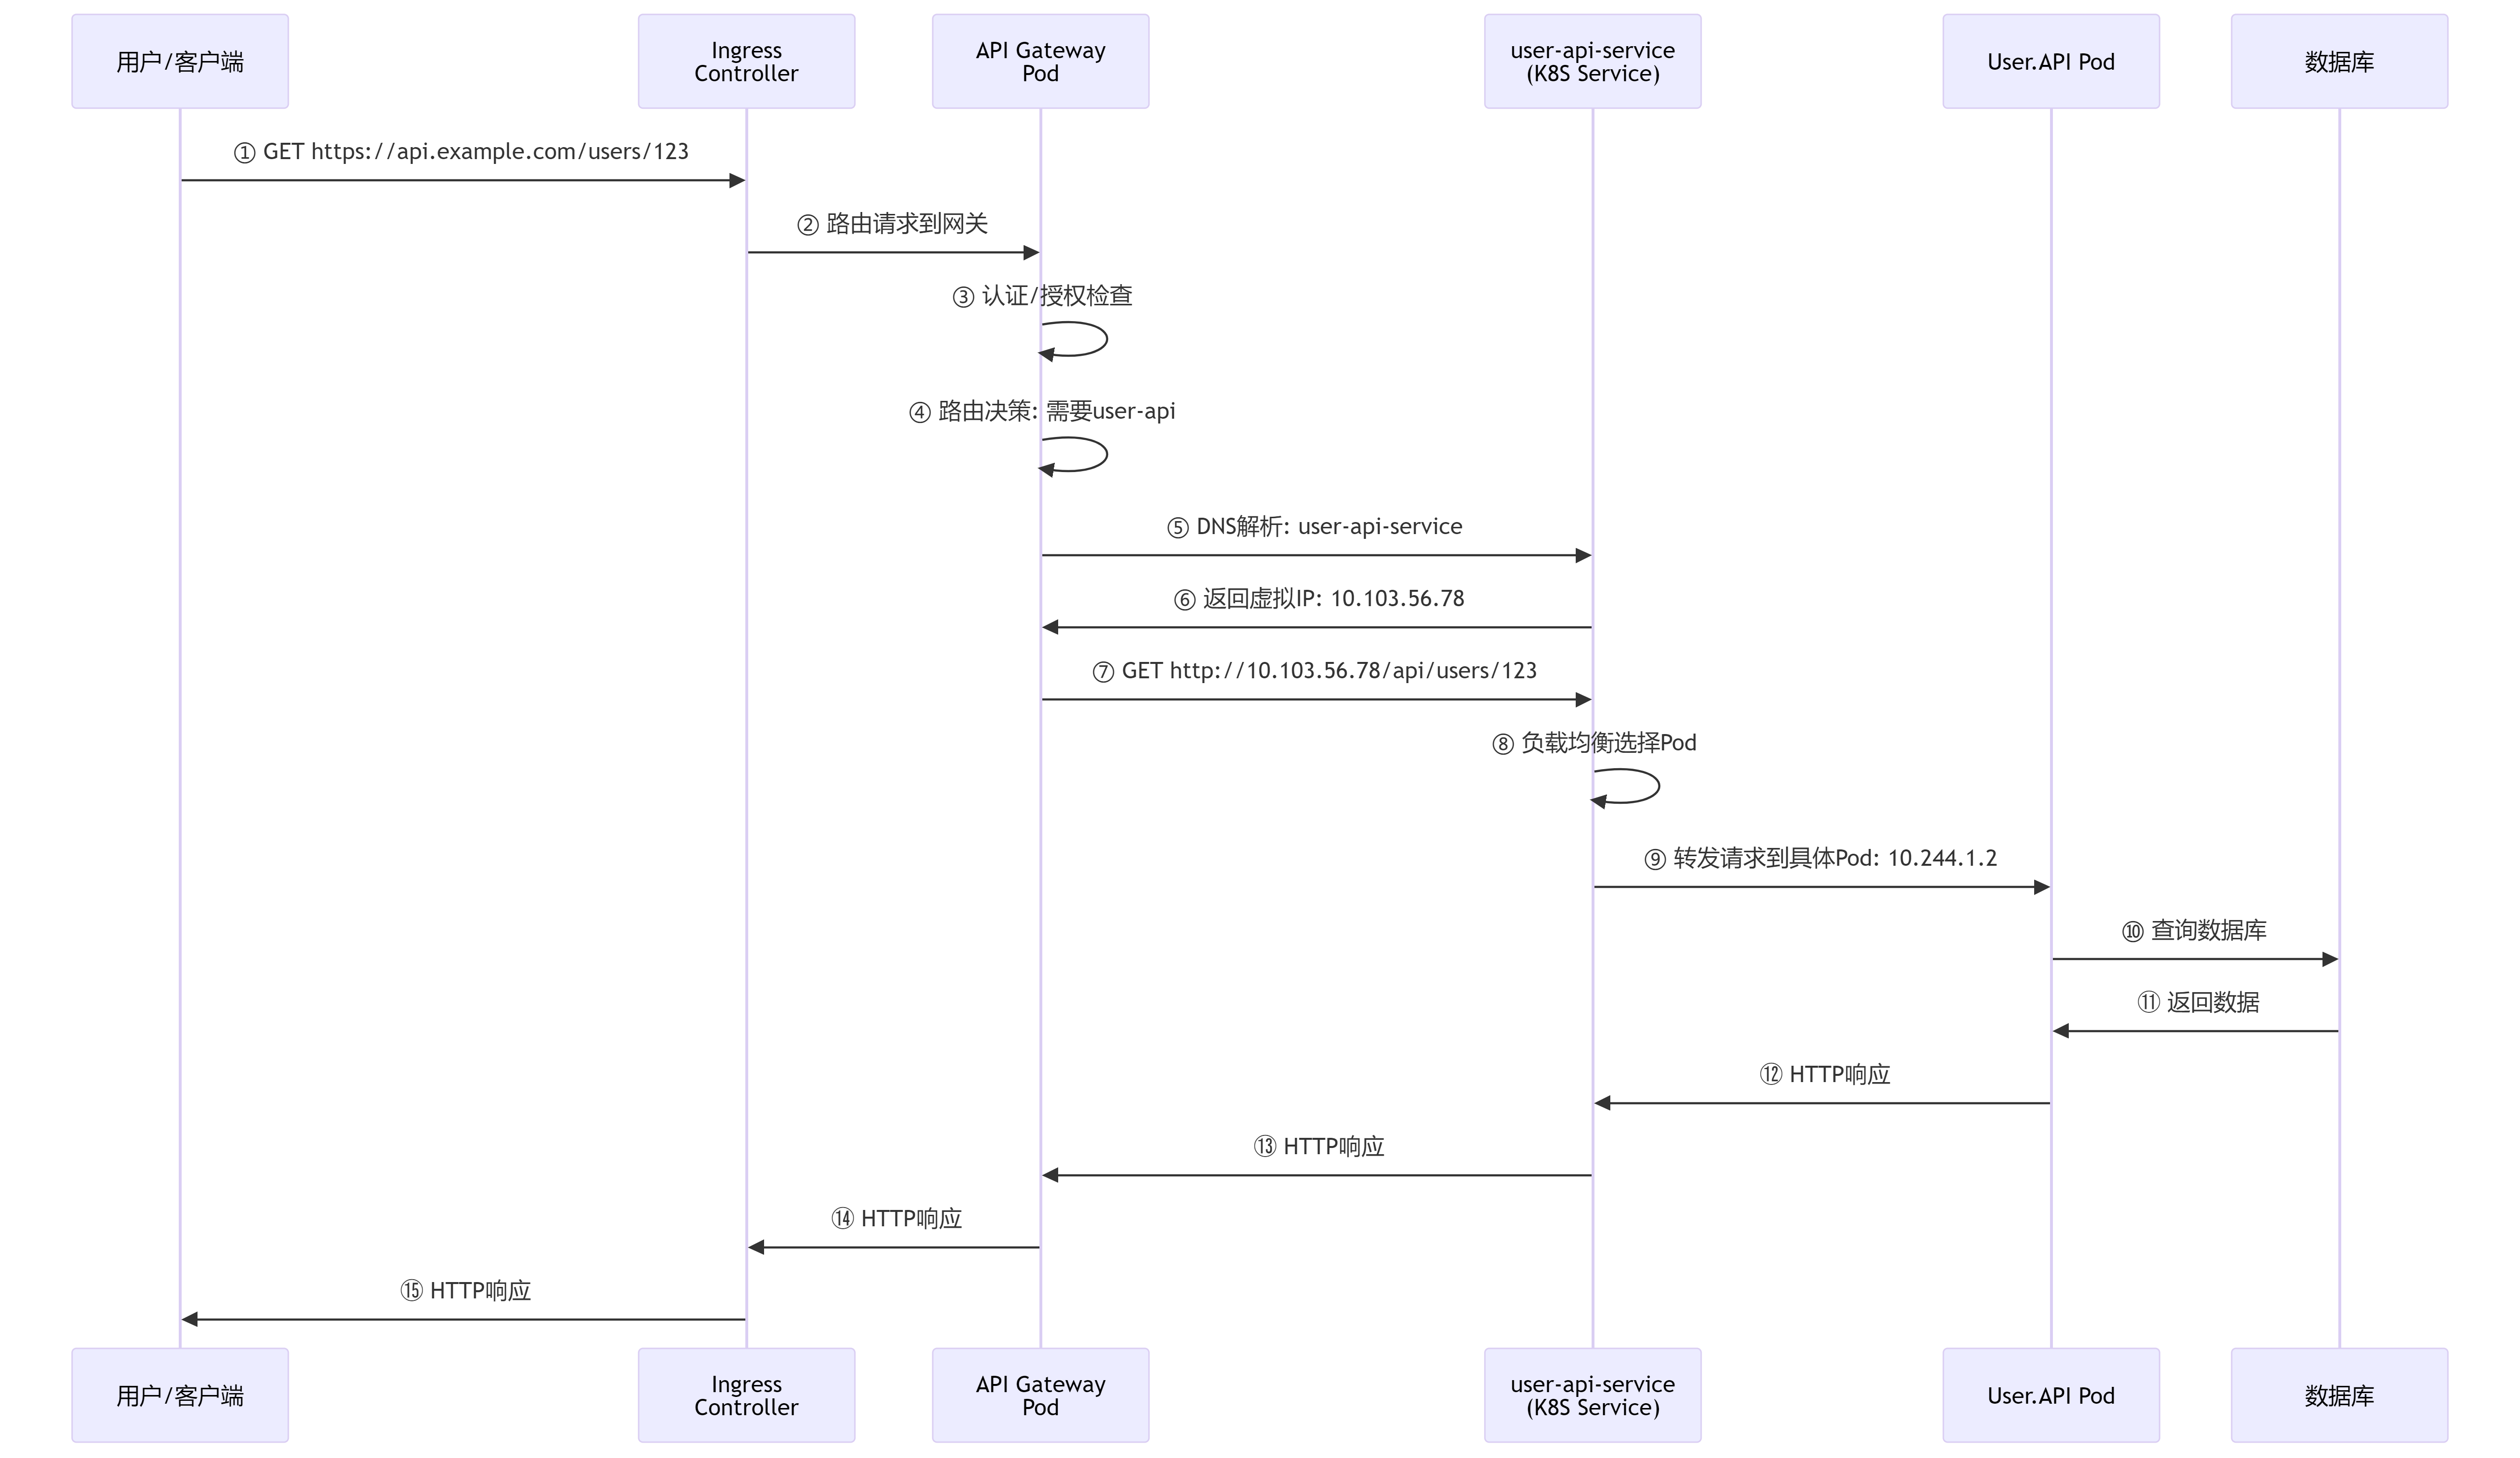 用户/客户端
Ingress
Controller
API Gateway
Pod
user-api-service
(K8S Service)
User.API Pod
数据库
① GET https://api.example.com/users/123
② 路由请求到网关
③ 认证/授权检查
④ 路由决策: 需要user-api
⑤ DNS解析: user-api-service
⑥ 返回虚拟IP: 10.103.56.78
⑦ GET http://10.103.56.78/api/users/123
⑧ 负载均衡选择Pod
⑨ 转发请求到具体Pod: 10.244.1.2
⑩ 查询数据库
⑪ 返回数据
⑫ HTTP响应
⑬ HTTP响应
⑭ HTTP响应
⑮ HTTP响应
用户/客户端
Ingress
Controller
API Gateway
Pod
user-api-service
(K8S Service)
User.API Pod
数据库